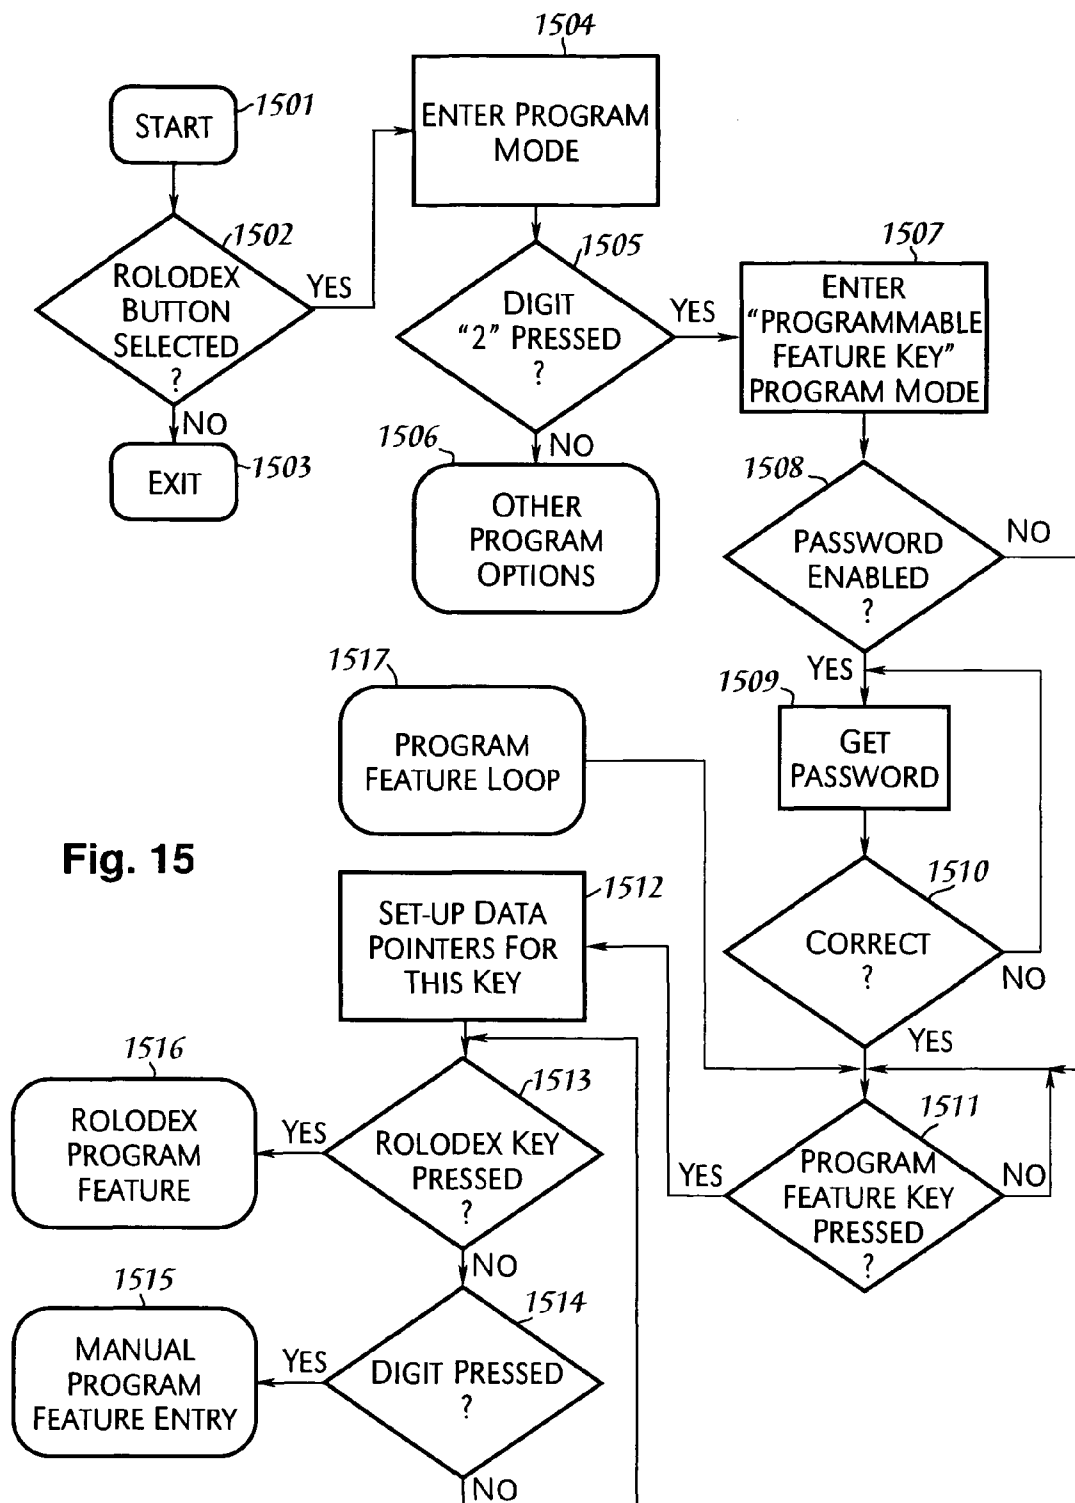 1504
1501
START
ENTER PROGRAM
MODE
1502
ROLODEX
BUTTON
SELECTED
?
YES
NO
1503
EXIT
1505
DIGIT
“2” PRESSED
?
YES
NO
1506
OTHER
PROGRAM
OPTIONS
1507
ENTER
“PROGRAMMABLE
FEATURE KEY”
PROGRAM MODE
1508
PASSWORD
ENABLED
?
NO
YES
1509
GET
PASSWORD
1517
PROGRAM
FEATURE LOOP
Fig. 15
1510
CORRECT
?
NO
YES
1512
SET-UP DATA
POINTERS FOR
THIS KEY
1511
PROGRAM
FEATURE KEY
PRESSED
?
YES
NO
1513
ROLODEX KEY
PRESSED
?
YES
NO
1516
ROLODEX
PROGRAM
FEATURE
1514
DIGIT PRESSED
?
YES
NO
1515
MANUAL
PROGRAM
FEATURE ENTRY